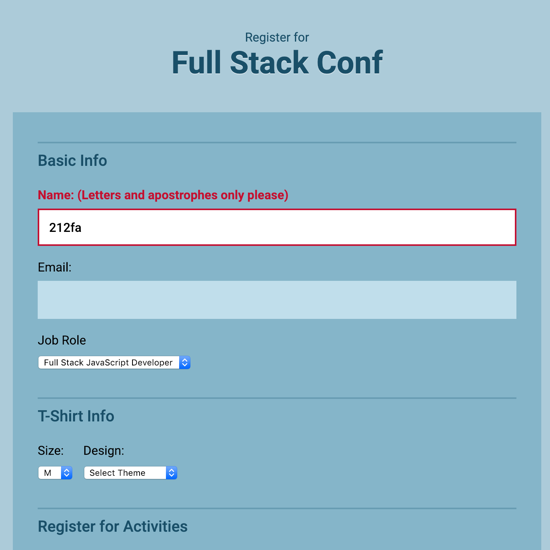 Register for
Full Stack Conf
Basic Info
Name: (Letters and apostrophes only please)
212fa
Email:
Job Role
Full Stack JavaScript Developer
T-Shirt Info
Size: Design:
M Select Theme
Register for Activities